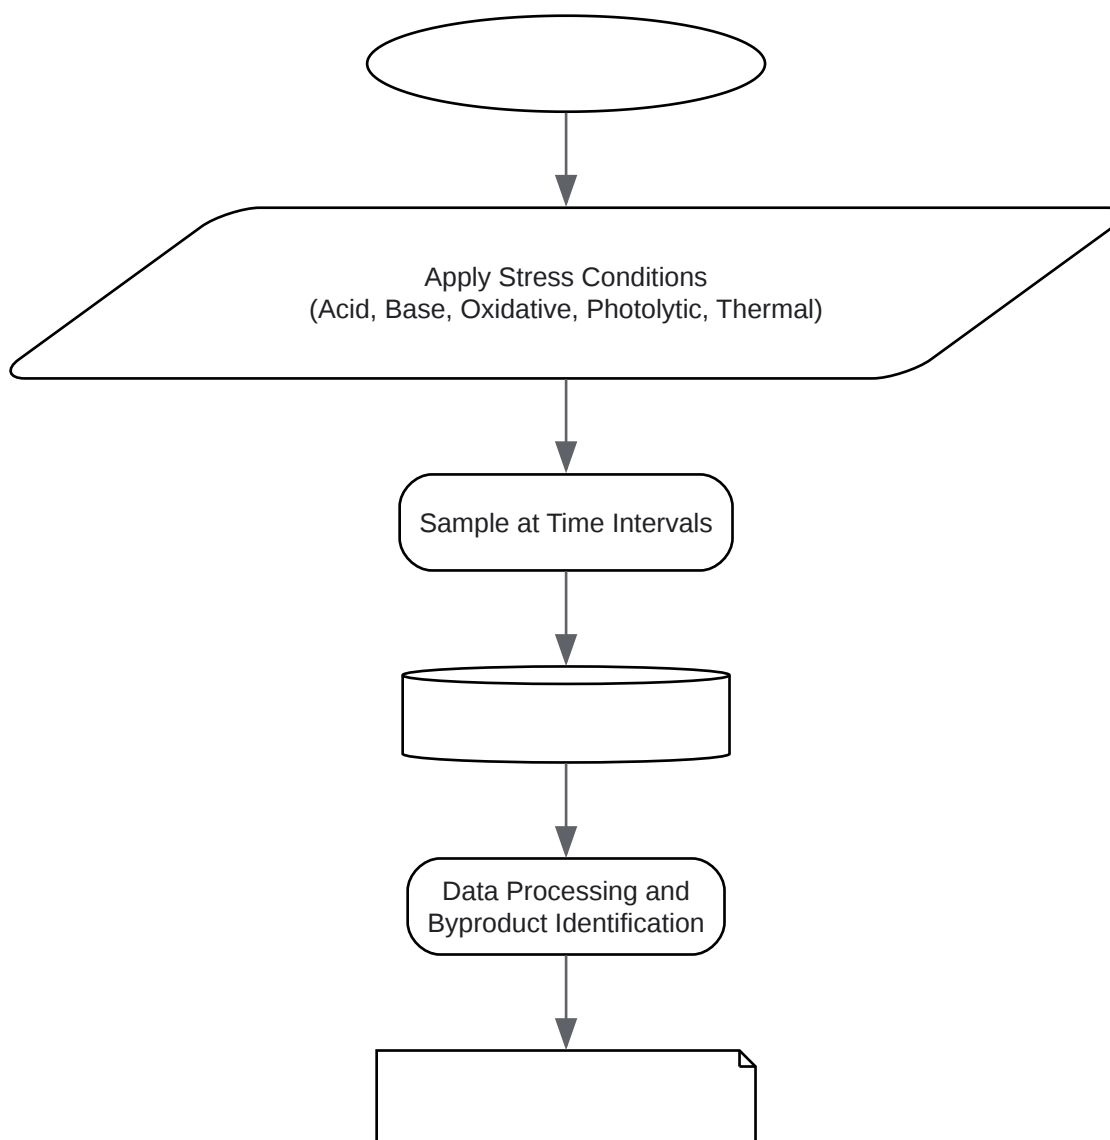 Apply Stress Conditions
(Acid, Base, Oxidative, Photolytic, Thermal)
Sample at Time Intervals
Data Processing and
Byproduct Identification